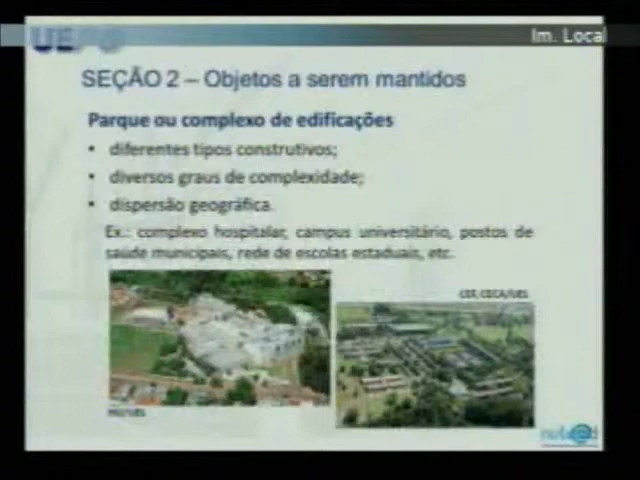 Im. Local
SEÇÃO 2 – Objetos a serem mantidos
Parque ou complexo de edificações
• diferentes tipos construtivos;
• diversos graus de complexidade;
• dispersão geográfica.
Ex.: complexo hospitalar, campus universitário, postos de
saúde municipais, rede de escolas estaduais, etc.